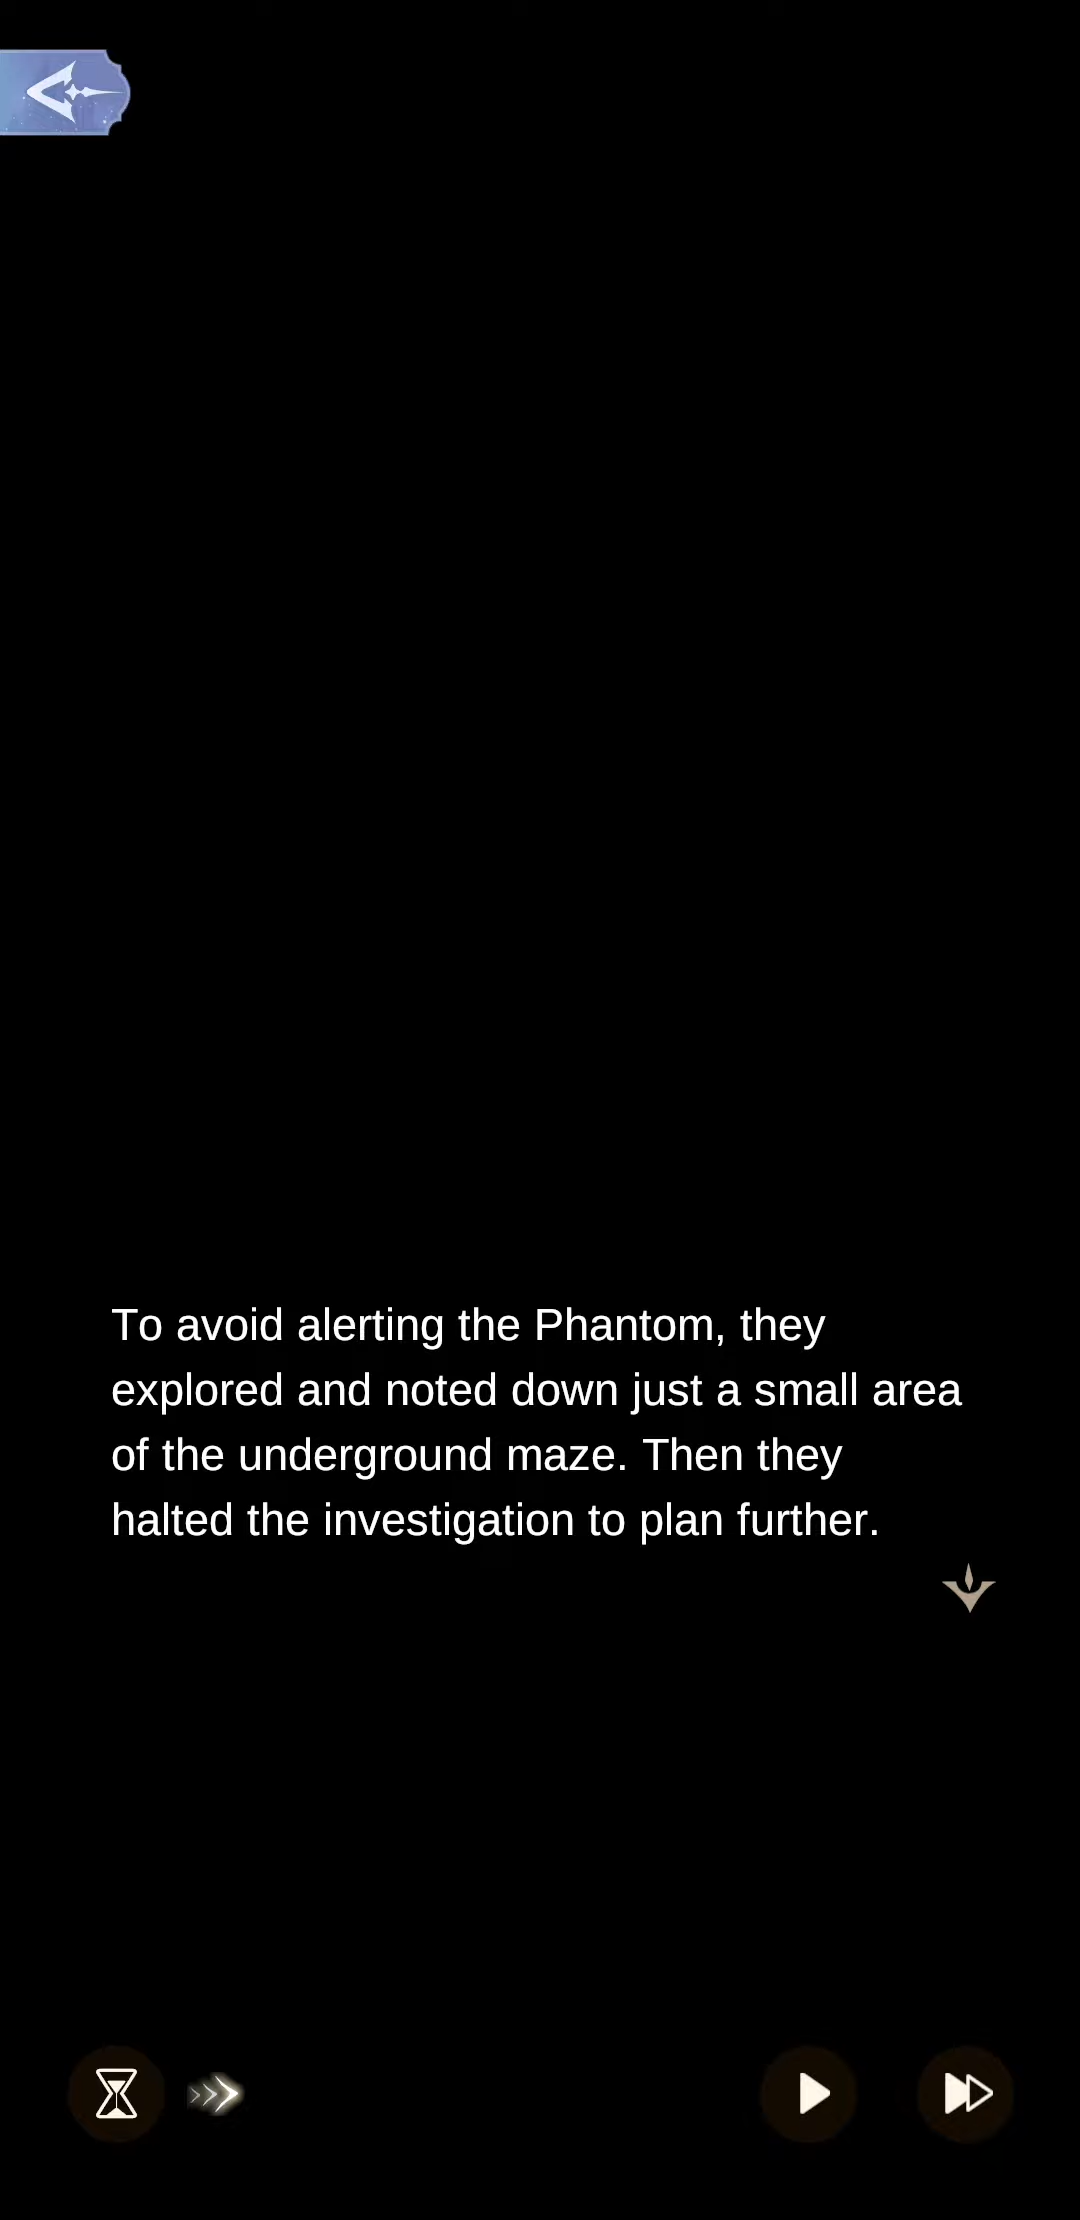 To avoid alerting the Phantom, they
explored and noted down just a small area
of the underground maze. Then they
halted the investigation to plan further.